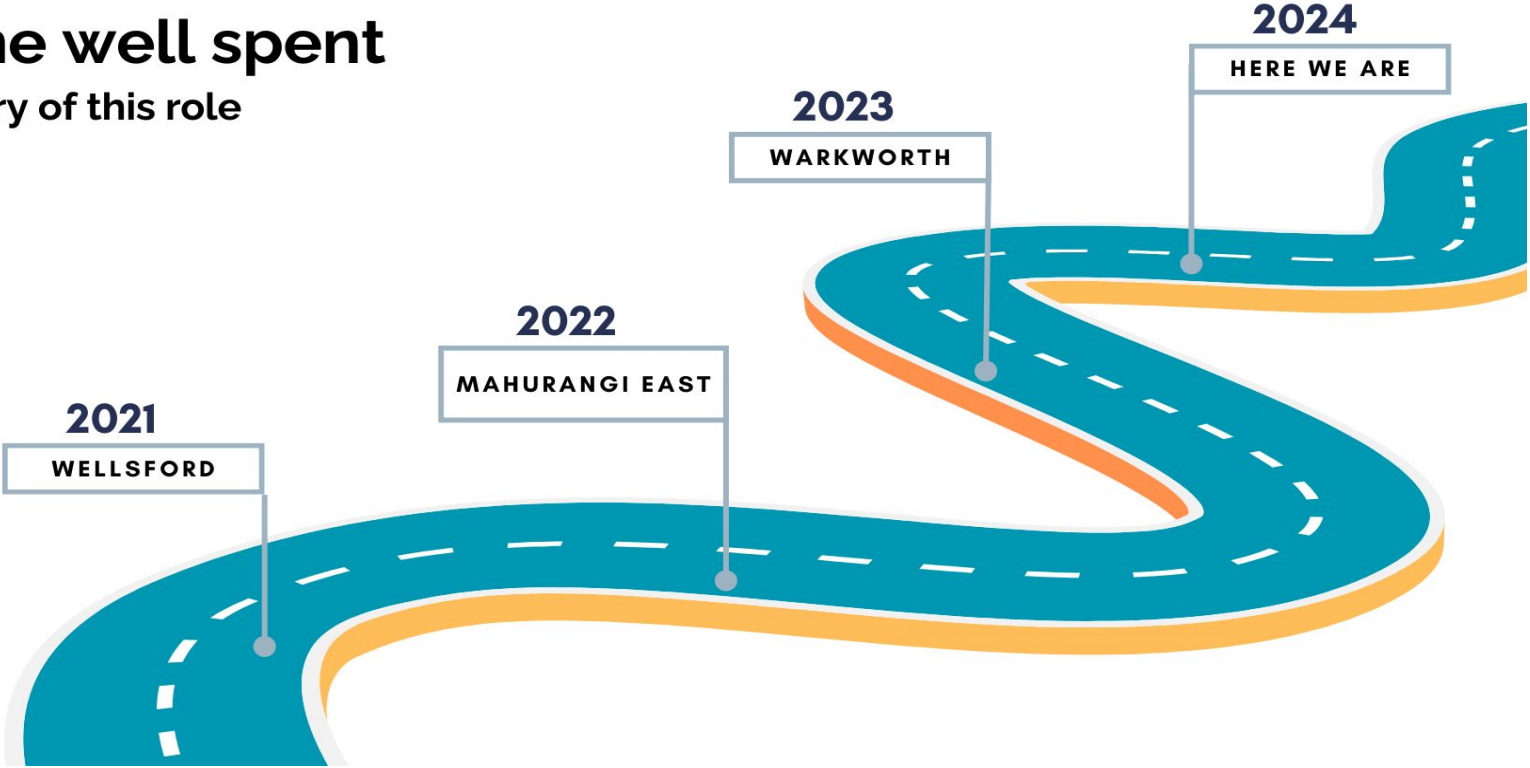 ne well spent
ry of this role
2024
HERE WE ARE
2023
WARKWORTH
2022
MAHURANGI EAST
2021
WELLSFORD